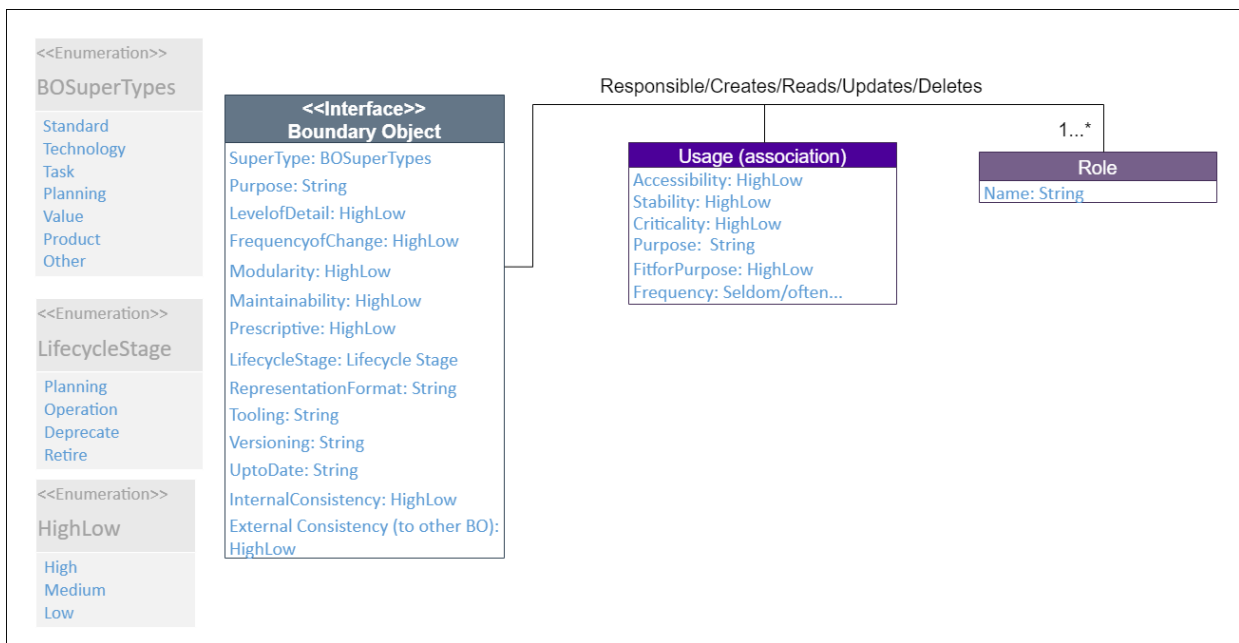 <<Enumeration>>
BOSuperTypes
Standard
Technology
Task
Planning
Value
Product
Other
<<Enumeration>>
LifecycleStage
Planning
Operation
Deprecate
Retire
<<Enumeration>>
HighLow
High
Medium
Low
<<Interface>>
Boundary Object
SuperType: BOSuperTypes
Purpose: String
LevelofDetail: HighLow
FrequencyofChange: HighLow
Modularity: HighLow
Maintainability: HighLow
Prescriptive: HighLow
LifecycleStage: Lifecycle Stage
RepresentationFormat: String
Tooling: String
Versioning: String
UptoDate: String
InternalConsistency: HighLow
External Consistency (to other BO):
HighLow
Responsible/Creates/Reads/Updates/Deletes
1...*
Usage (association)
Accessibility: HighLow
Stability: HighLow
Criticality: HighLow
Purpose: String
FitforPurpose: HighLow
Frequency: Seldom/often...
Role
Name: String